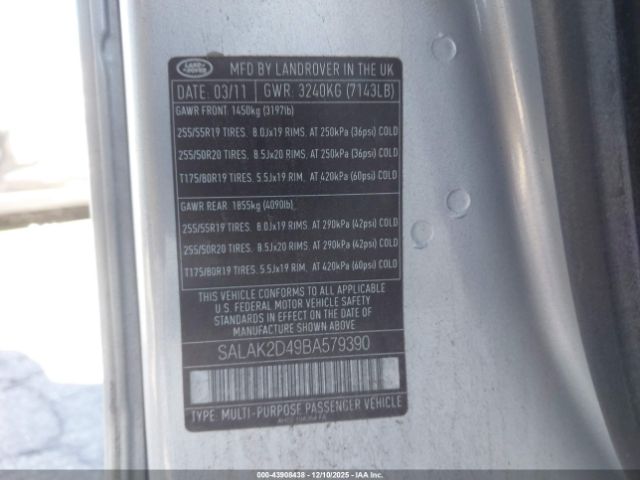 LAND ROVER
MFD BY LANDROVER IN THE UK
DATE: 03/11 GWR: 3240KG (7143LB)
GAWR FRONT: 1450kg (3197lb)
255/55R19 TIRES. 8.0Jx19 RIMS. AT 250kPa (36psi) COLD
255/50R20 TIRES. 8.5Jx20 RIMS. AT 250kPa (36psi) COLD
T175/80R19 TIRES. 5.5Jx19 RIM. AT 420kPa (60psi) COLD
GAWR REAR: 1855kg (4090lb)
255/55R19 TIRES. 8.0Jx19 RIMS. AT 290kPa (42psi) COLD
255/50R20 TIRES. 8.5Jx20 RIMS. AT 290kPa (42psi) COLD
T175/80R19 TIRES. 5.5Jx19 RIM. AT 420kPa (60psi) COLD
THIS VEHICLE CONFORMS TO ALL APPLICABLE
U.S. FEDERAL MOTOR VEHICLE SAFETY
STANDARDS IN EFFECT ON THE DATE OF
MANUFACTURE SHOWN ABOVE.
SALAK2D49BA579390
TYPE: MULTI-PURPOSE PASSENGER VEHICLE
000-43908438 12/10/2025 IAAI.COM